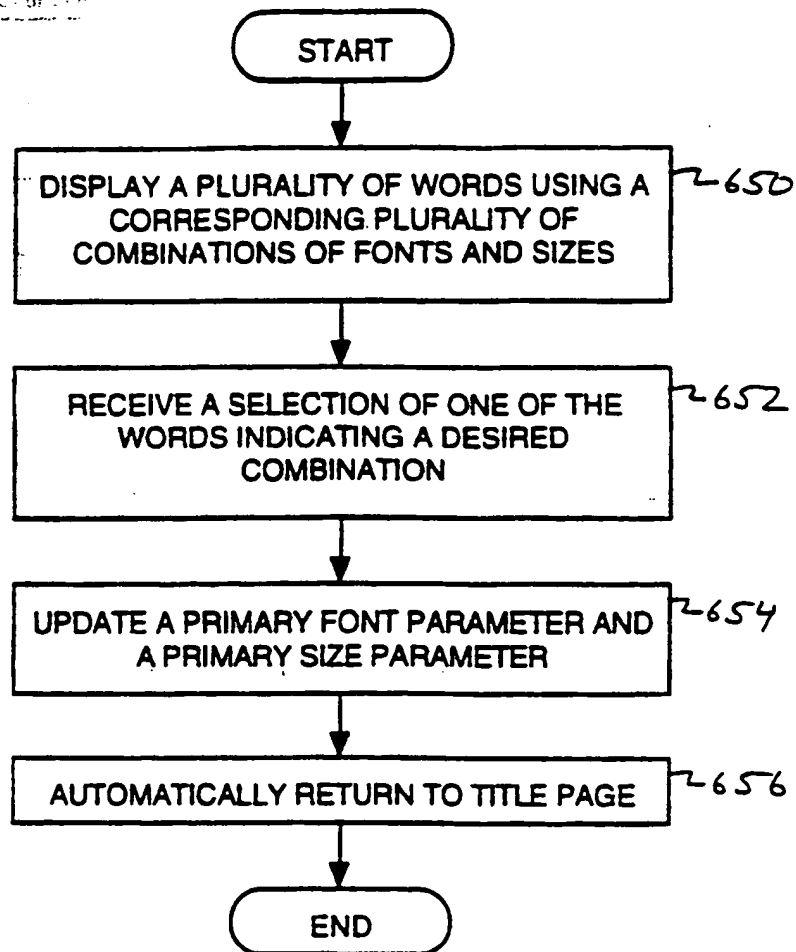 START
DISPLAY A PLURALITY OF WORDS USING A
CORRESPONDING PLURALITY OF
COMBINATIONS OF FONTS AND SIZES
650
RECEIVE A SELECTION OF ONE OF THE
WORDS INDICATING A DESIRED
COMBINATION
652
UPDATE A PRIMARY FONT PARAMETER AND
A PRIMARY SIZE PARAMETER
654
AUTOMATICALLY RETURN TO TITLE PAGE
656
END